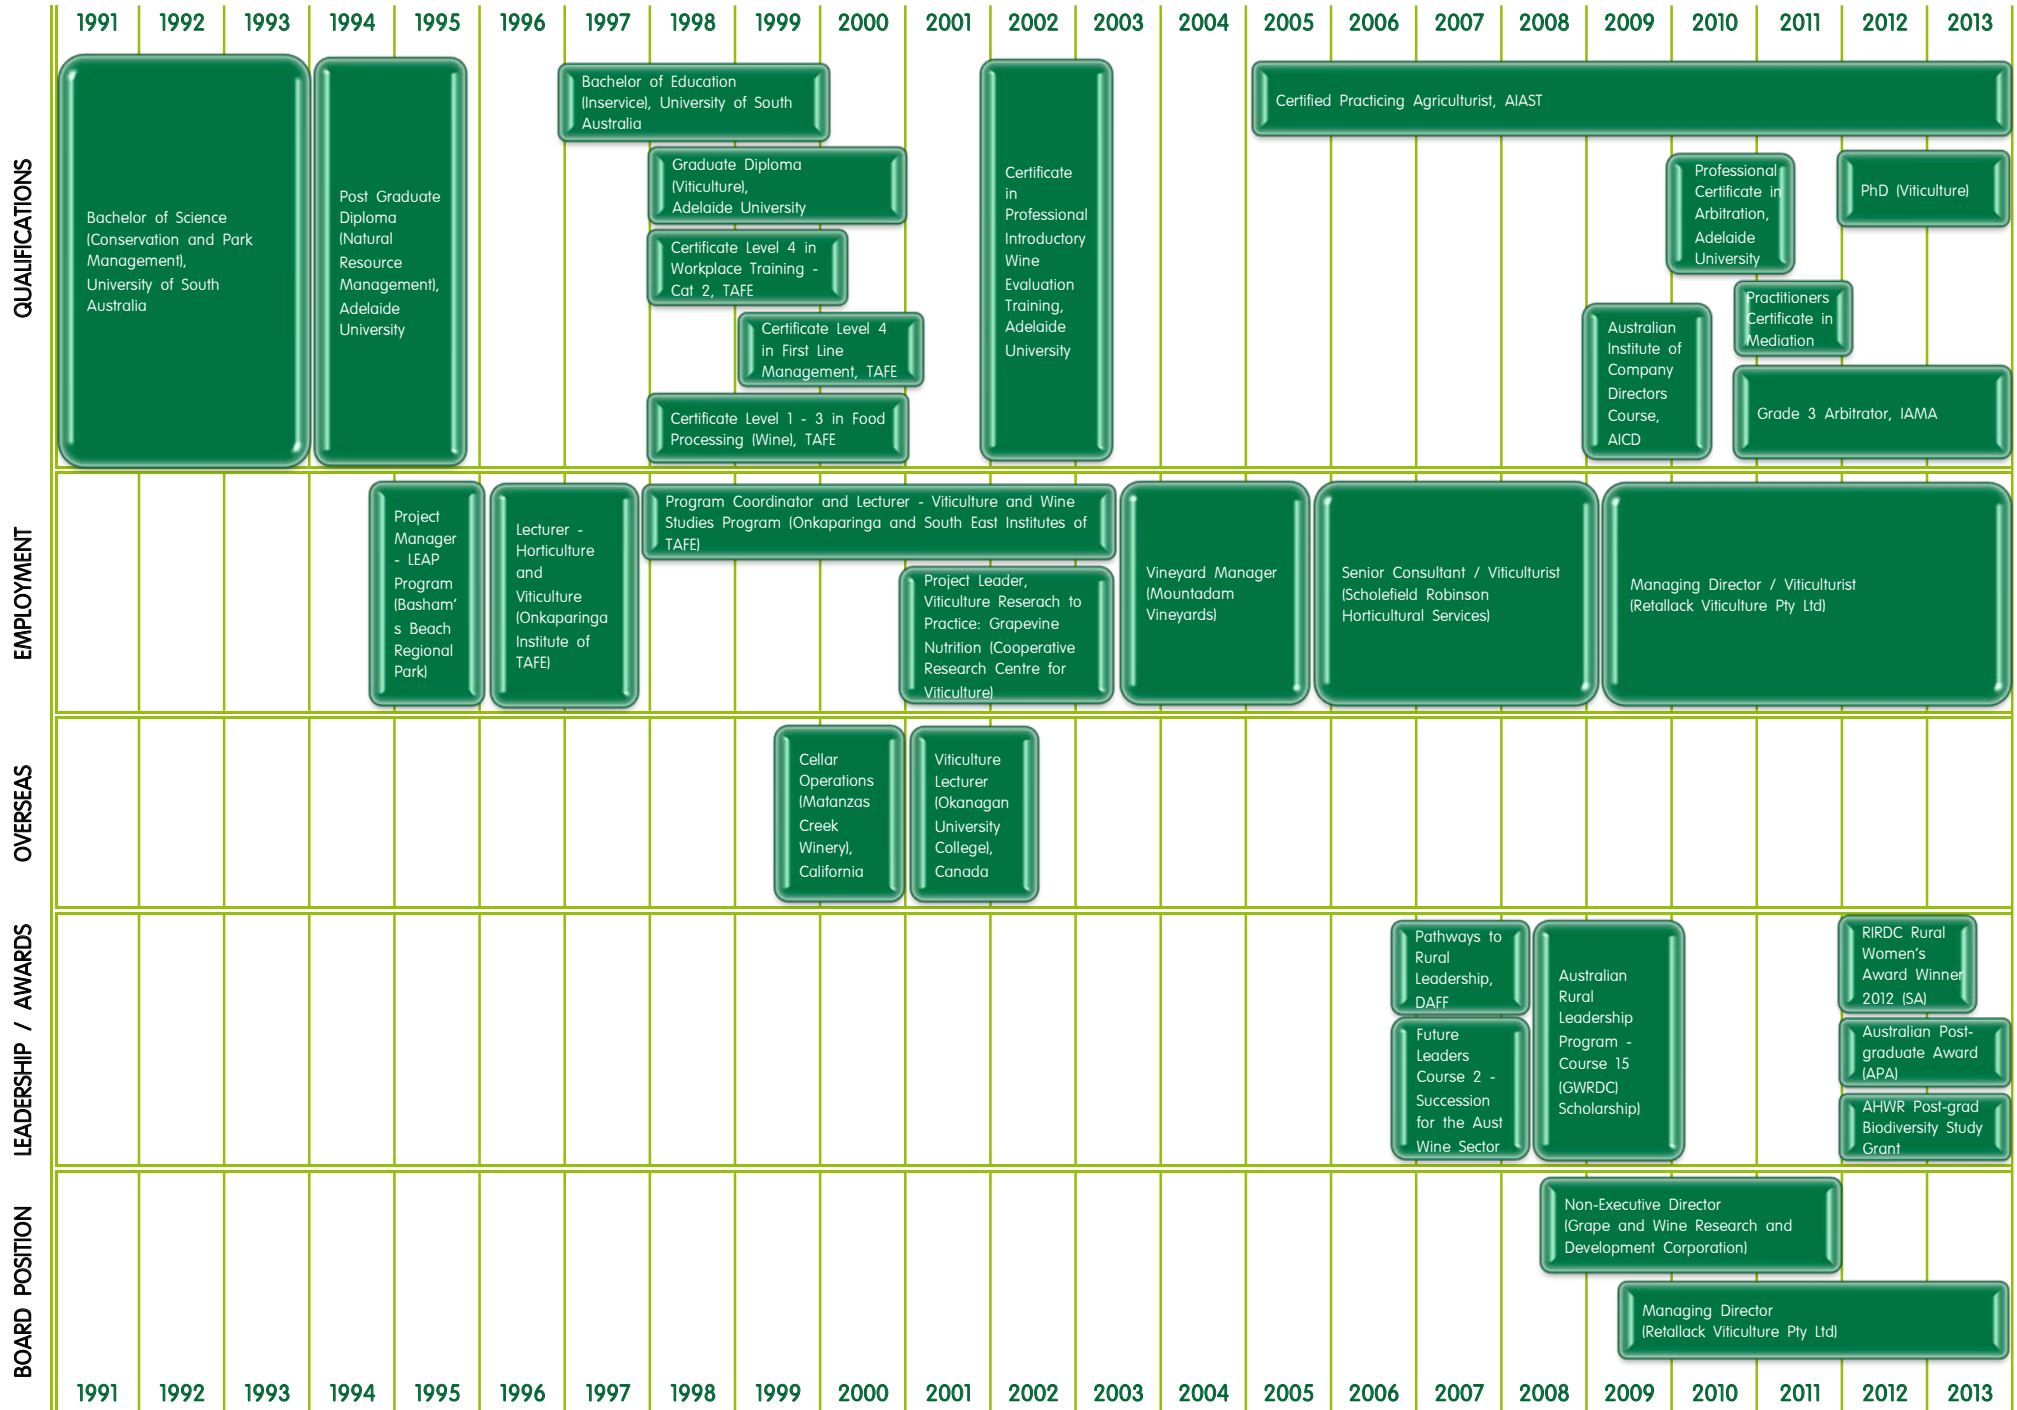 1991 1992 1993 1994 1995 1996 1997 1998 1999 2000 2001 2002 2003 2004 2005 2006 2007 2008 2009 2010 2011 2012 2013
QUALIFICATIONS
Bachelor of Science
(Conservation and Park
Management),
University of South
Australia
Post Graduate
Diploma
(Natural
Resource
Management),
Adelaide
University
Bachelor of Education
(Inservice), University of South
Australia
Graduate Diploma
(Viticulture),
Adelaide University
Certificate Level 4 in
Workplace Training -
Cat 2, TAFE
Certificate Level 4
in First Line
Management, TAFE
Certificate Level 1 - 3 in Food
Processing (Wine), TAFE
Certificate
in
Professional
Introductory
Wine
Evaluation
Training,
Adelaide
University
Certified Practicing Agriculturist, AIAST
Professional
Certificate in
Arbitration,
Adelaide
University
PhD (Viticulture)
Practitioners
Certificate in
Mediation
Australian
Institute of
Company
Directors
Course,
AICD
Grade 3 Arbitrator, IAMA
EMPLOYMENT
Project
Manager
- LEAP
Program
(Basham'
s Beach
Regional
Park)
Lecturer -
Horticulture
and
Viticulture
(Onkaparinga
Institute of
TAFE)
Program Coordinator and Lecturer - Viticulture and Wine
Studies Program (Onkaparinga and South East Institutes of
TAFE)
Project Leader,
Viticulture Reserach to
Practice: Grapevine
Nutrition (Cooperative
Research Centre for
Viticulture)
Vineyard Manager
(Mountadam
Vineyards)
Senior Consultant / Viticulturist
(Scholefield Robinson
Horticultural Services)
Managing Director / Viticulturist
(Retallack Viticulture Pty Ltd)
OVERSEAS
Cellar
Operations
(Matanzas
Creek
Winery),
California
Viticulture
Lecturer
(Okanagan
University
College),
Canada
LEADERSHIP / AWARDS
Pathways to
Rural
Leadership,
DAFF
Future
Leaders
Course 2 -
Succession
for the Aust
Wine Sector
Australian
Rural
Leadership
Program -
Course 15
(GWRDC)
Scholarship)
RIRDC Rural
Women's
Award Winner
2012 (SA)
Australian Post-
graduate Award
(APA)
AHWR Post-grad
Biodiversity Study
Grant
BOARD POSITION
Non-Executive Director
(Grape and Wine Research and
Development Corporation)
Managing Director
(Retallack Viticulture Pty Ltd)
1991 1992 1993 1994 1995 1996 1997 1998 1999 2000 2001 2002 2003 2004 2005 2006 2007 2008 2009 2010 2011 2012 2013